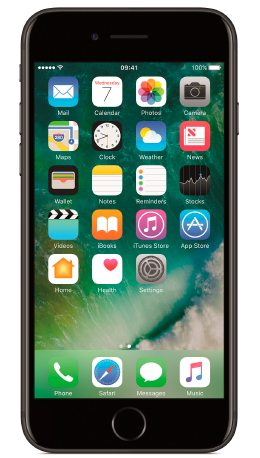 09:41 100%
Wednesday
7
Mail Calendar Photos Camera
Maps Clock Weather News
Wallet Notes Reminders Stocks
Videos iBooks iTunes Store App Store
Home Health Settings
Phone Safari Messages Music